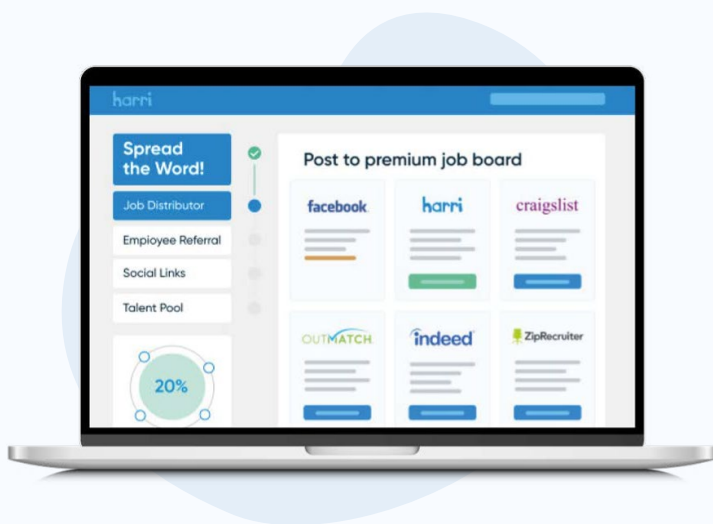 harri
Spread
the Word!
Job Distributor
Employee Referral
Social Links
Talent Pool
20%
Post to premium job board
facebook
harri
craigslist
OUTMATCH
indeed
ZipRecruiter